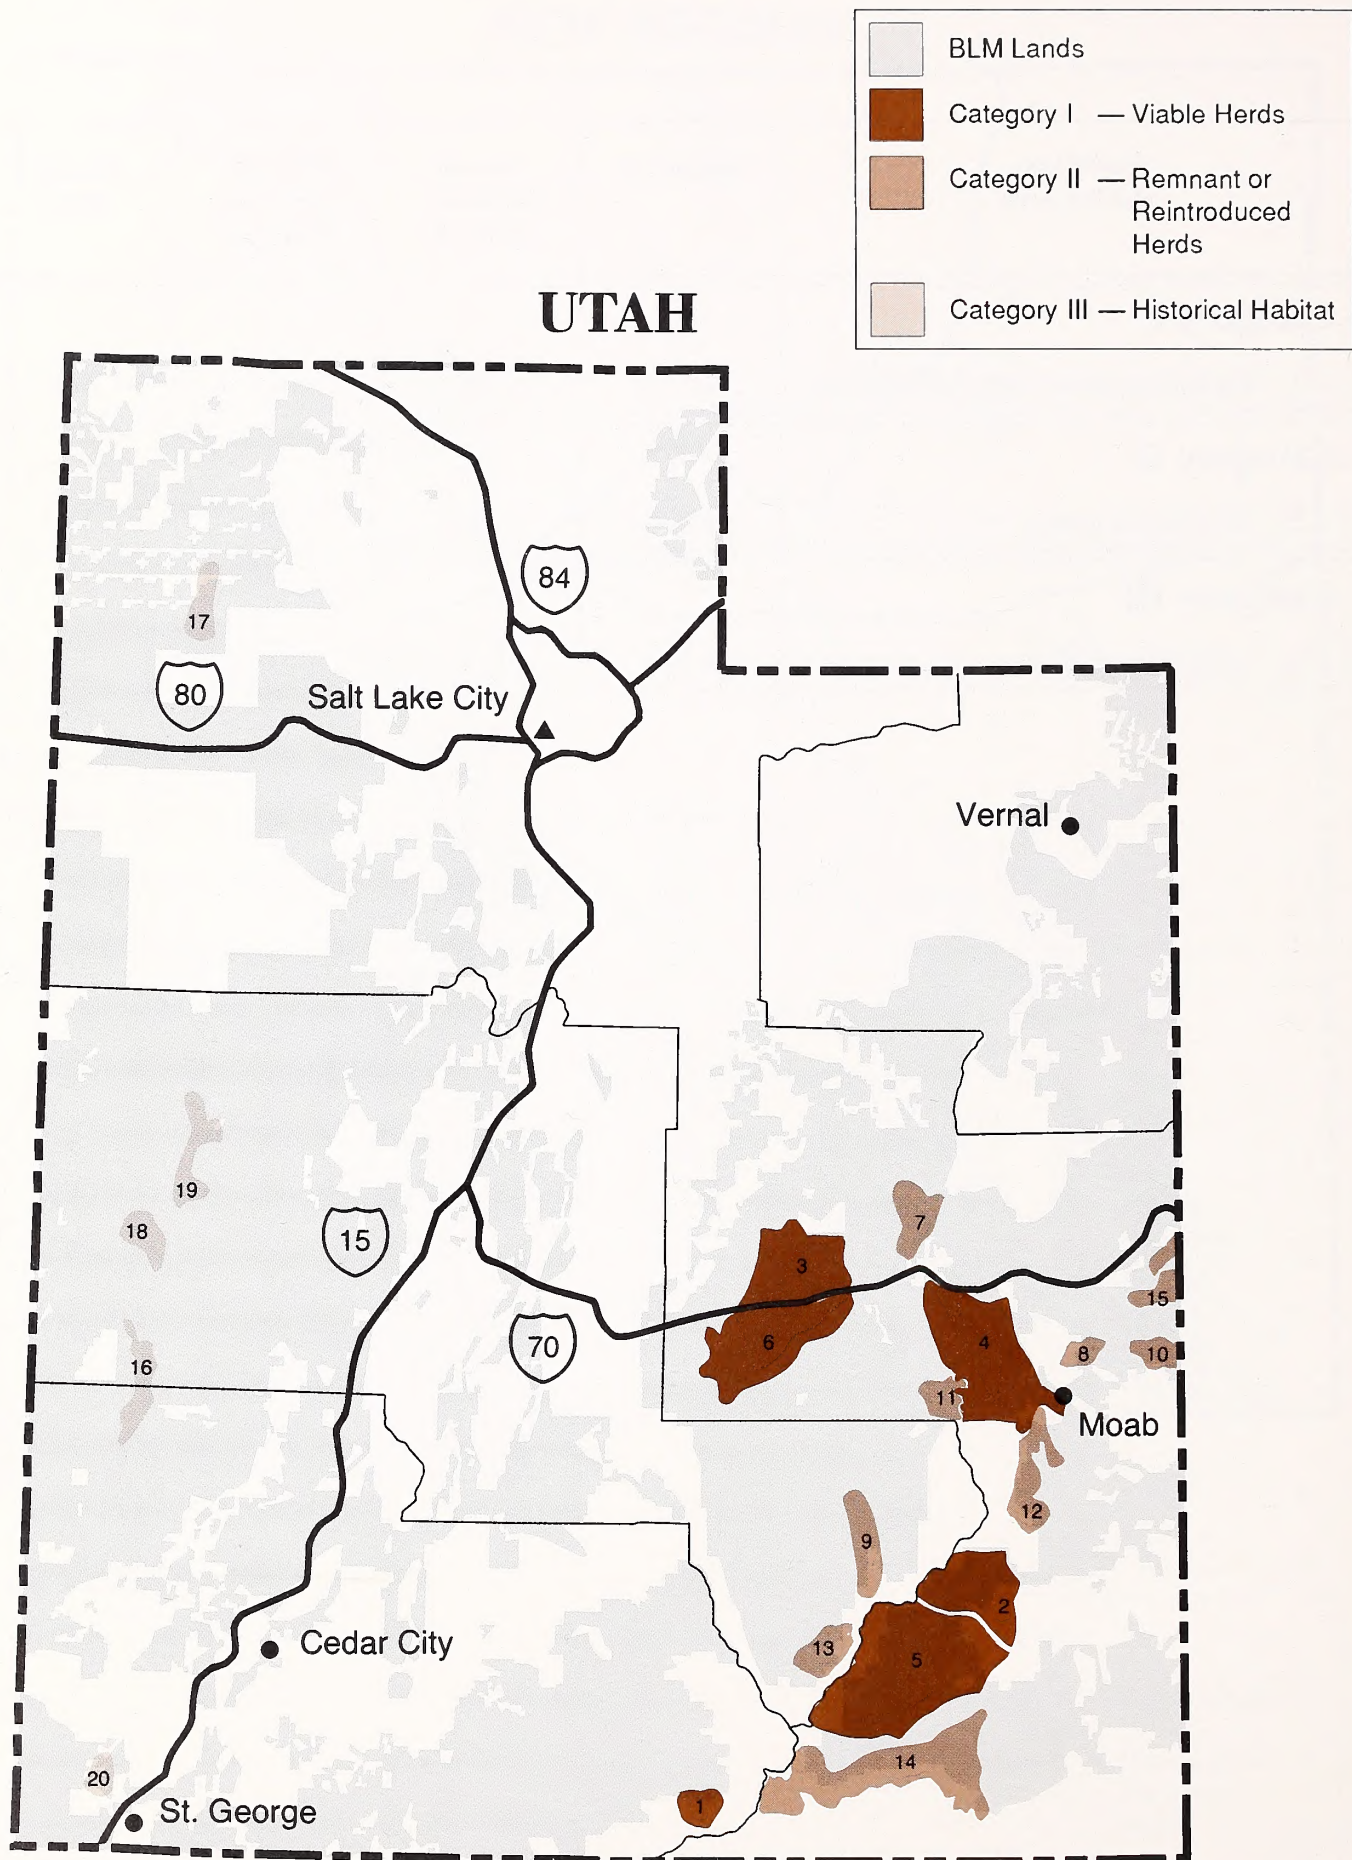 BLM Lands
Category I — Viable Herds
Category II — Remnant or
Reintroduced
Herds
Category III — Historical Habitat
UTAH
84
17
80
Salt Lake City
Vernal
19
18
15
7
3
15
16
70
6
4
8
10
11
Moab
12
9
2
Cedar City
13
5
14
20
1
St. George